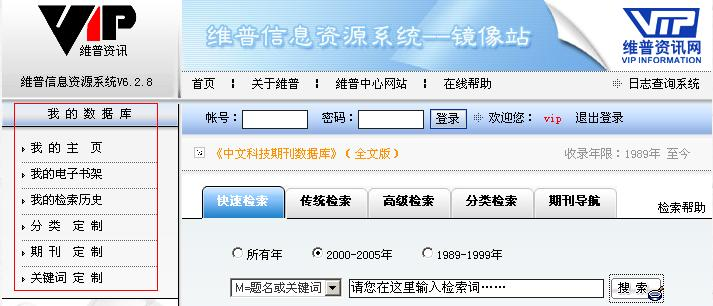 VIP
维普资讯
维普信息资源系统V6.2.8
维普信息资源系统--镜像站
VIP
维普资讯网
VIP INFORMATION
首页 关于维普 维普中心网站 在线帮助 日志查询系统
我 的 数 据 库
帐号： 密码： 登录 欢迎您： vip 退出登录
我 的 主 页
我的电子书架
我的检索历史
分 类 定 制
期 刊 定 制
关键词 定 制
《中文科技期刊数据库》（全文版） 收录年限：1989年 至今
快速检索 传统检索 高级检索 分类检索 期刊导航 检索帮助
所有年 2000-2005年 1989-1999年
M=题名或关键词 请您在这里输入检索词…… 搜 索